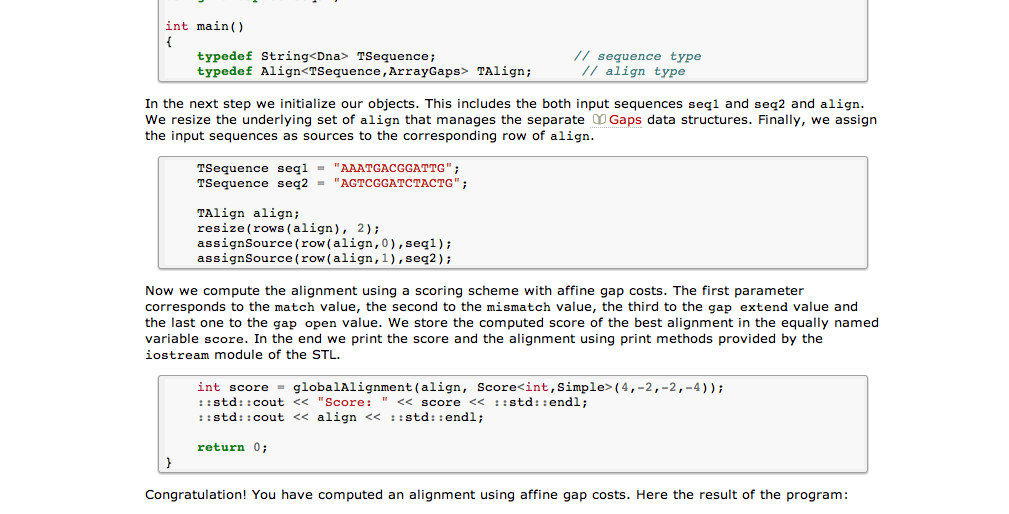 int main()
{
typedef String<Dna> TSequence; // sequence type
typedef Align<TSequence,ArrayGaps> TAlign; // align type
In the next step we initialize our objects. This includes the both input sequences seq1 and seq2 and align.
We resize the underlying set of align that manages the separate Gaps data structures. Finally, we assign
the input sequences as sources to the corresponding row of align.
TSequence seq1 = "AAATGACGGATTG";
TSequence seq2 = "AGTCGGATCTACTG";
TAlign align;
resize(rows(align), 2);
assignSource(row(align,0),seq1);
assignSource(row(align,1),seq2);
Now we compute the alignment using a scoring scheme with affine gap costs. The first parameter
corresponds to the match value, the second to the mismatch value, the third to the gap extend value and
the last one to the gap open value. We store the computed score of the best alignment in the equally named
variable score. In the end we print the score and the alignment using print methods provided by the
iostream module of the STL.
int score = globalAlignment(align, Score<int,Simple>(4,-2,-2,-4));
::std::cout << "Score: " << score << ::std::endl;
::std::cout << align << ::std::endl;
return 0;
}
Congratulation! You have computed an alignment using affine gap costs. Here the result of the program: